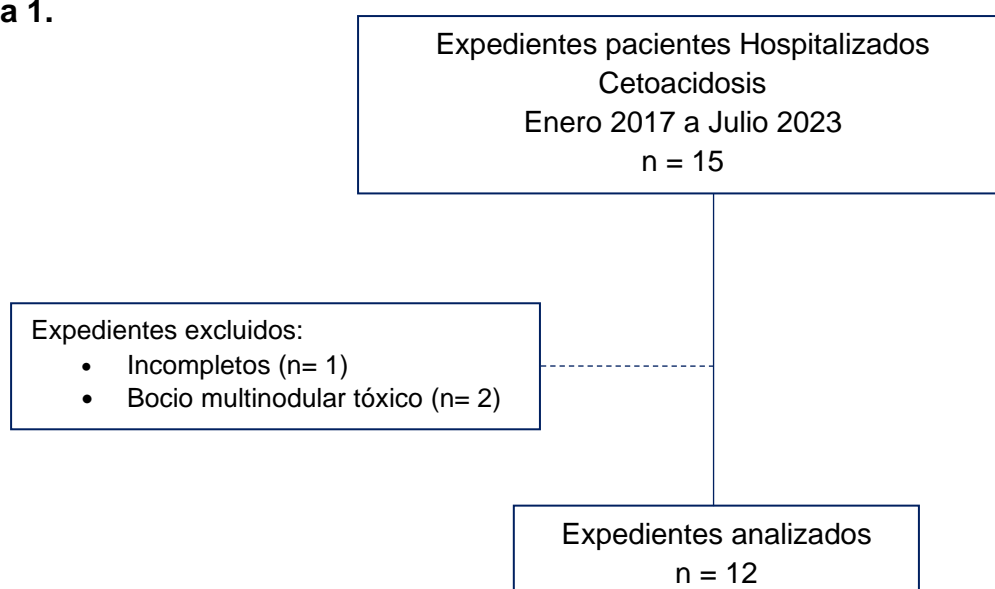 a 1.
Expedientes pacientes Hospitalizados
Cetoacidosis
Enero 2017 a Julio 2023
n = 15
Expedientes excluidos:
• Incompletos (n= 1)
• Bocio multinodular tóxico (n= 2)
Expedientes analizados
n = 12